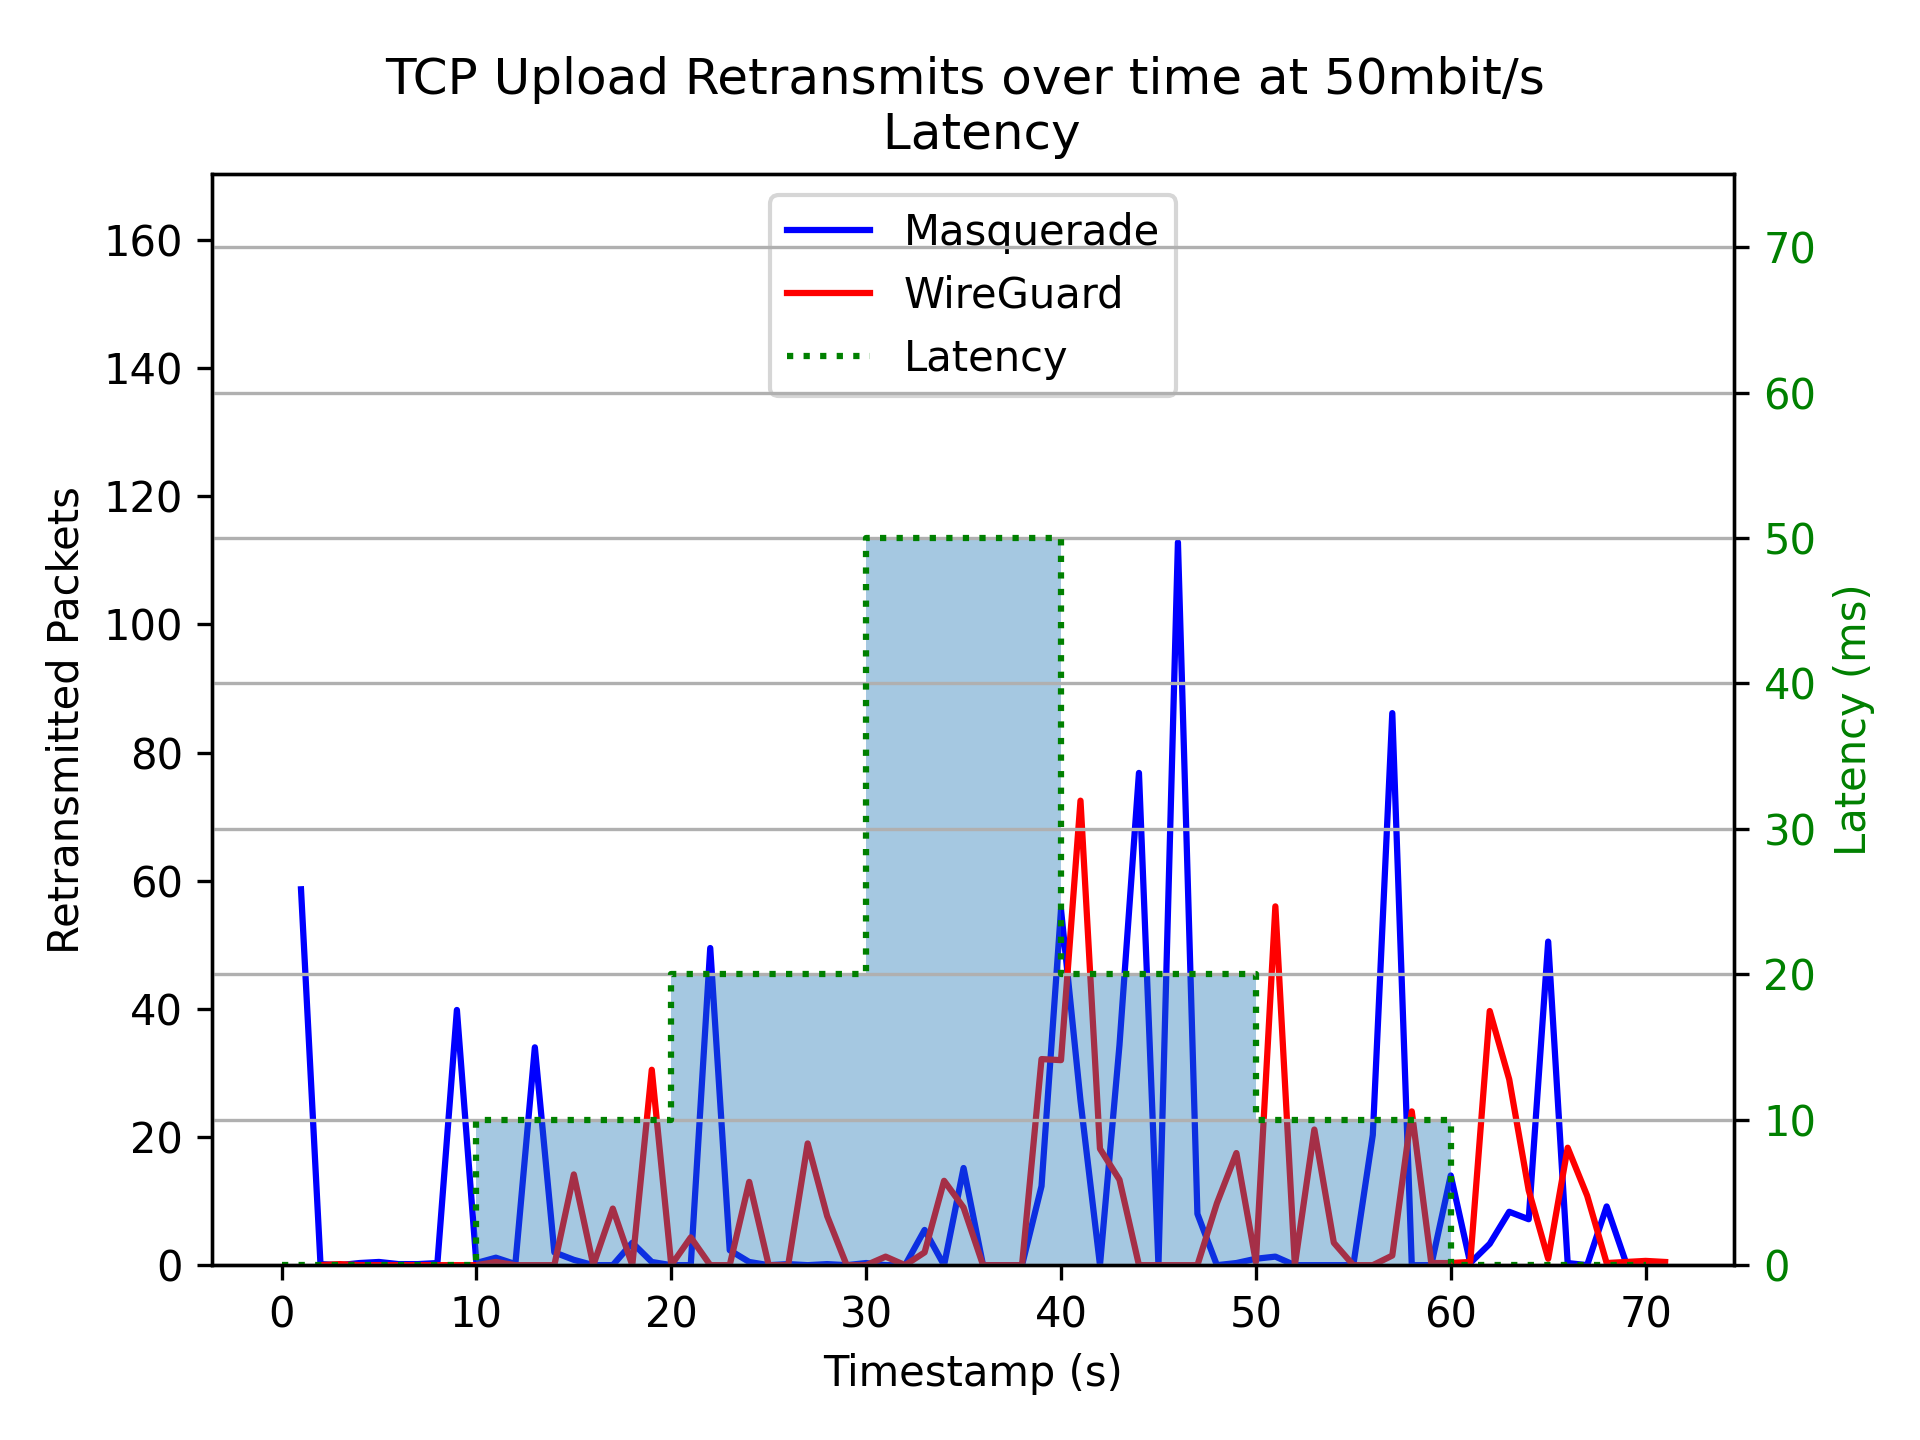 TCP Upload Retransmits over time at 50mbit/s
Latency
Masquerade
WireGuard
Latency
Retransmitted Packets
160
140
120
100
80
60
40
20
0
70
60
50
40
30
20
10
0
Latency (ms)
0 10 20 30 40 50 60 70
Timestamp (s)